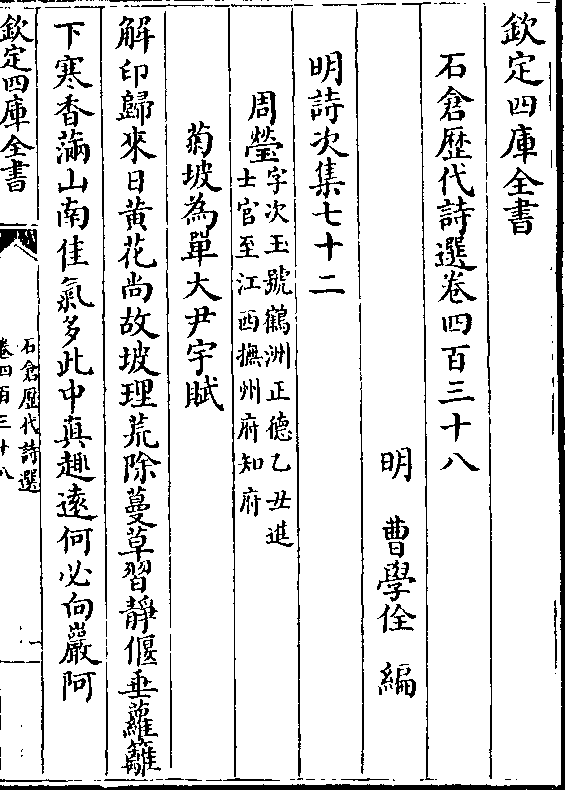 欽定四庫全書
石倉歷代詩選卷四百三十八
明 曹學佺 編
明詩次集七十二
周瑩字次玉號鶴洲正德乙丑進
士官至江西撫州府知府
菊坡為單大尹宇賦
解印歸來日黄花尚故坡理荒除蔓草習靜偃垂蘿籬
下寒香滿山南佳氣多此中真趣逺何必向巖阿
欽定四庫全書
石倉歷代詩選
卷四百三十八
一